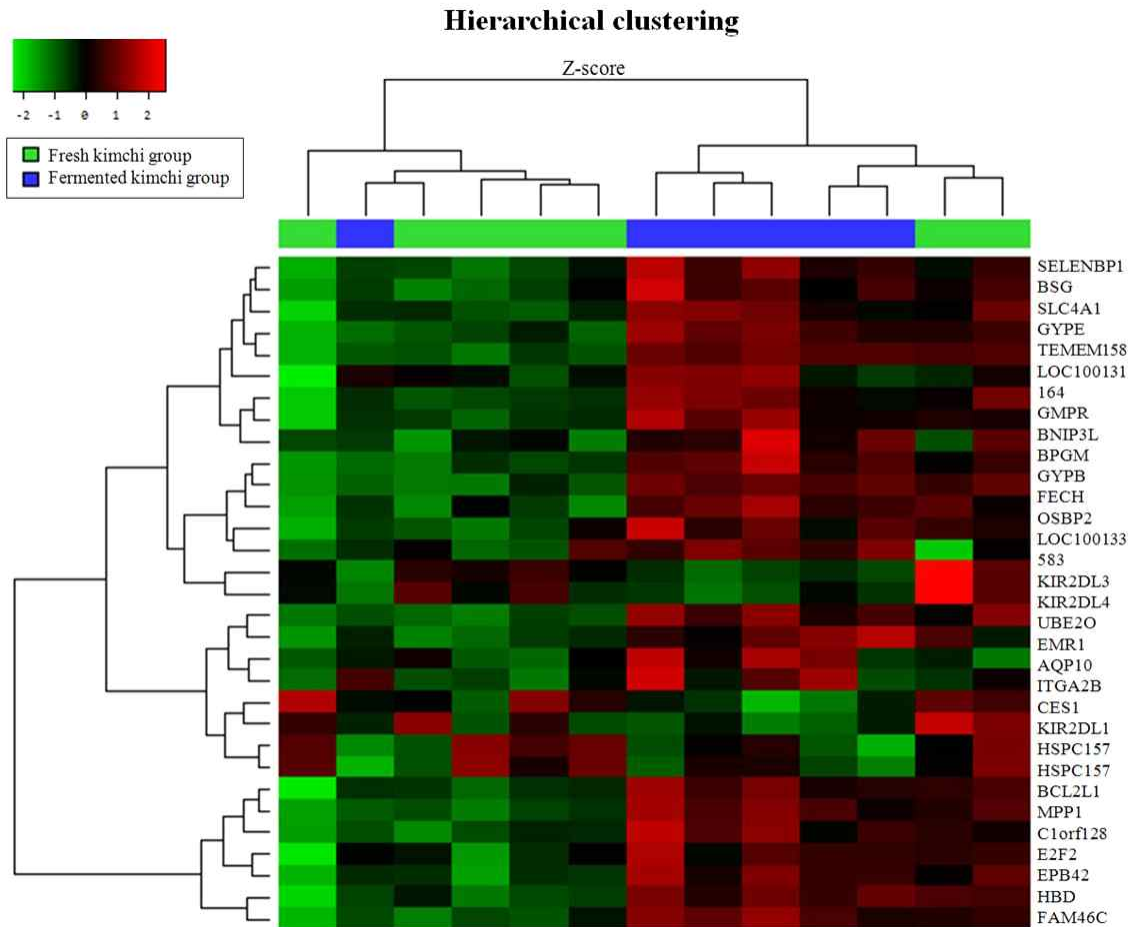 Hierarchical clustering
Z-score
-2 -1 0 1 2
Fresh kimchi group
Fermented kimchi group
SELENBP1
BSG
SLC4A1
GYPE
TEMEM158
LOC100131
164
GMPR
BNIP3L
BPGM
GYPB
FECH
OSBP2
LOC100133
583
KIR2DL3
KIR2DL4
UBE2O
EMR1
AQP10
ITGA2B
CES1
KIR2DL1
HSPC157
HSPC157
BCL2L1
MPP1
C1orf128
E2F2
EPB42
HBD
FAM46C